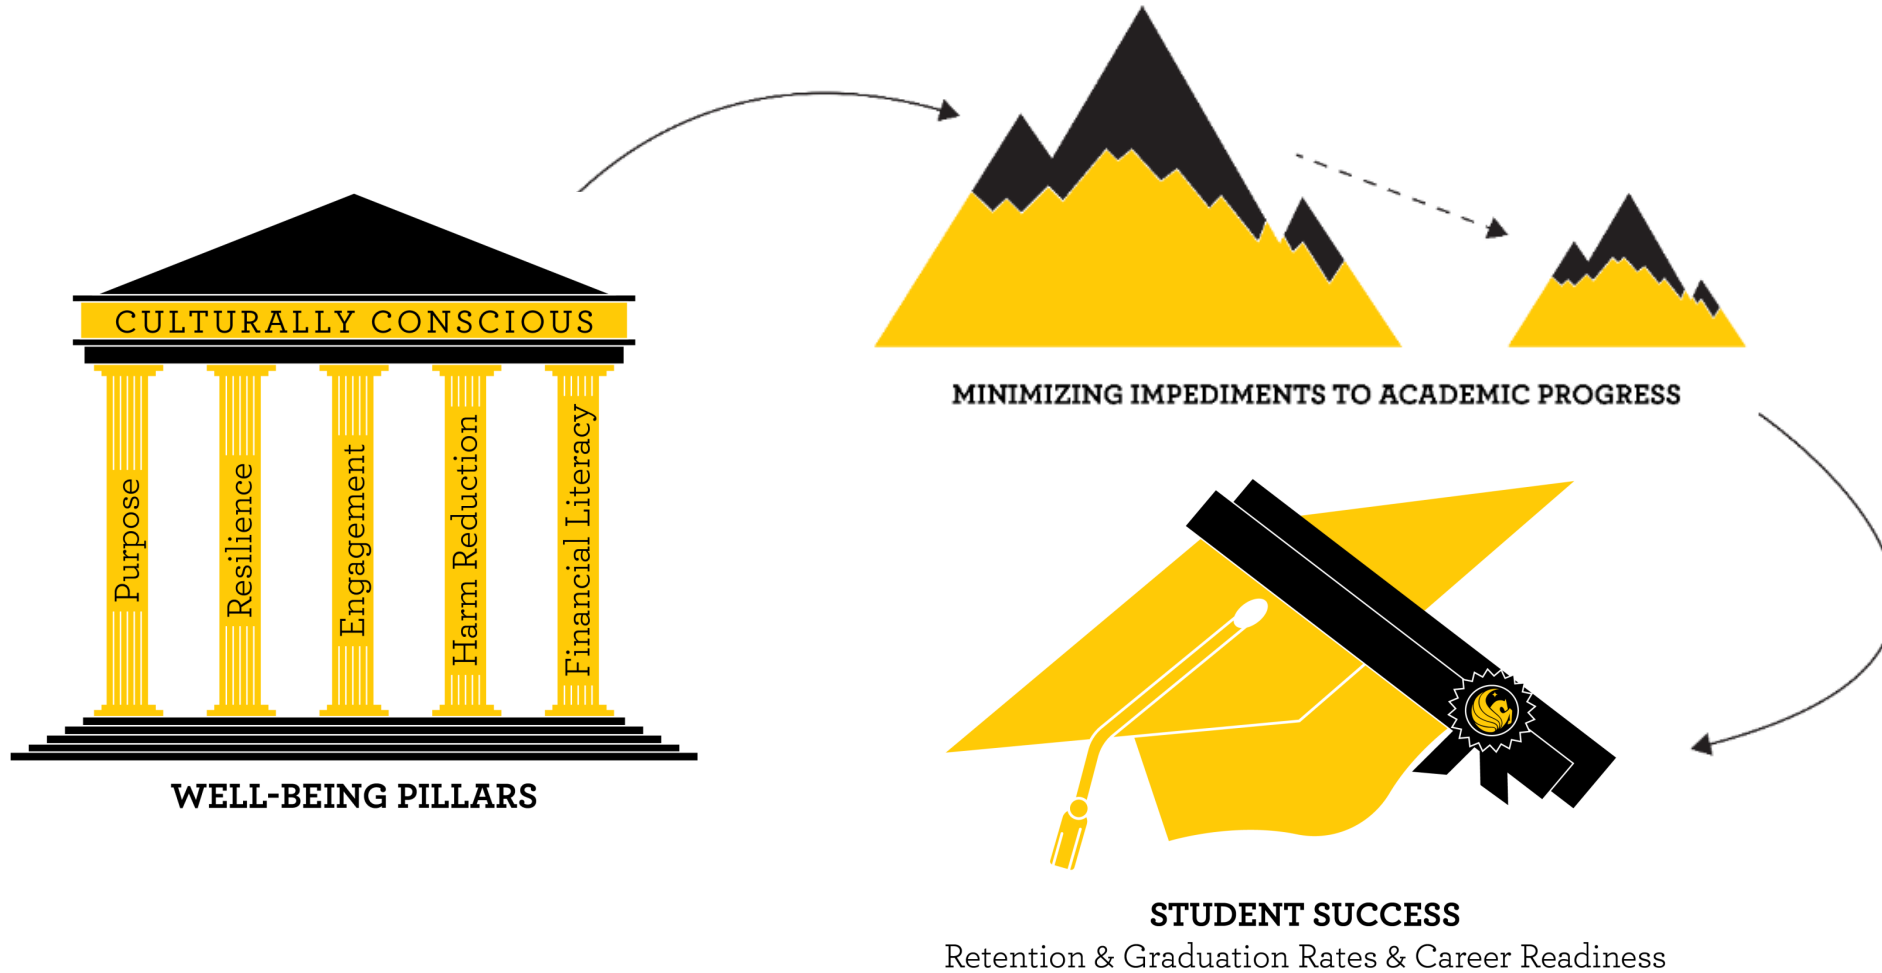 CULTURALLY CONSCIOUS
Purpose
Resilience
Engagement
Harm Reduction
Financial Literacy
WELL-BEING PILLARS
MINIMIZING IMPEDIMENTS TO ACADEMIC PROGRESS
STUDENT SUCCESS
Retention & Graduation Rates & Career Readiness